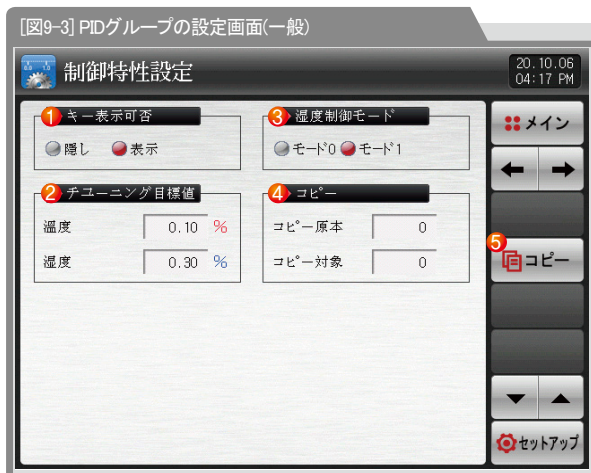 [図9-3] PIDグループの設定画面(一般)
制御特性設定
20.10.06
04:17 PM
1 キー表示可否
隠し 表示
2 チューニング目標値
温度 0.10 %
湿度 0.30 %
3 湿度制御モード
モード0 モード1
4 コピー
コピー原本 0
コピー対象 0
メイン
5 コピー
セットアップ